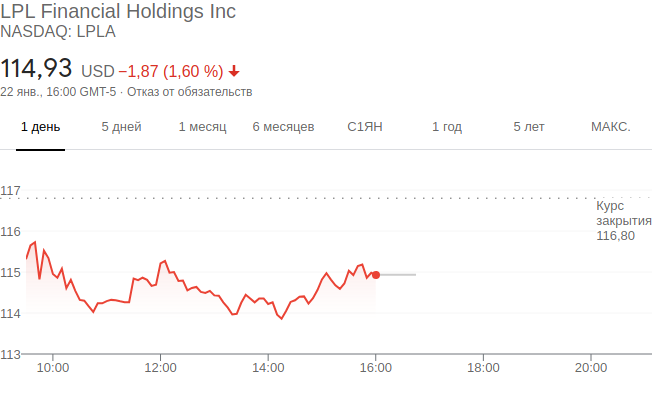 LPL Financial Holdings Inc
NASDAQ: LPLA
114,93 USD −1,87 (1,60 %)
22 янв., 16:00 GMT-5 · Отказ от обязательств
1 день 5 дней 1 месяц 6 месяцев С1ЯН 1 год 5 лет МАКС.
117
Курс
закрытия
116,80
116
115
114
113
10:00 12:00 14:00 16:00 18:00 20:00